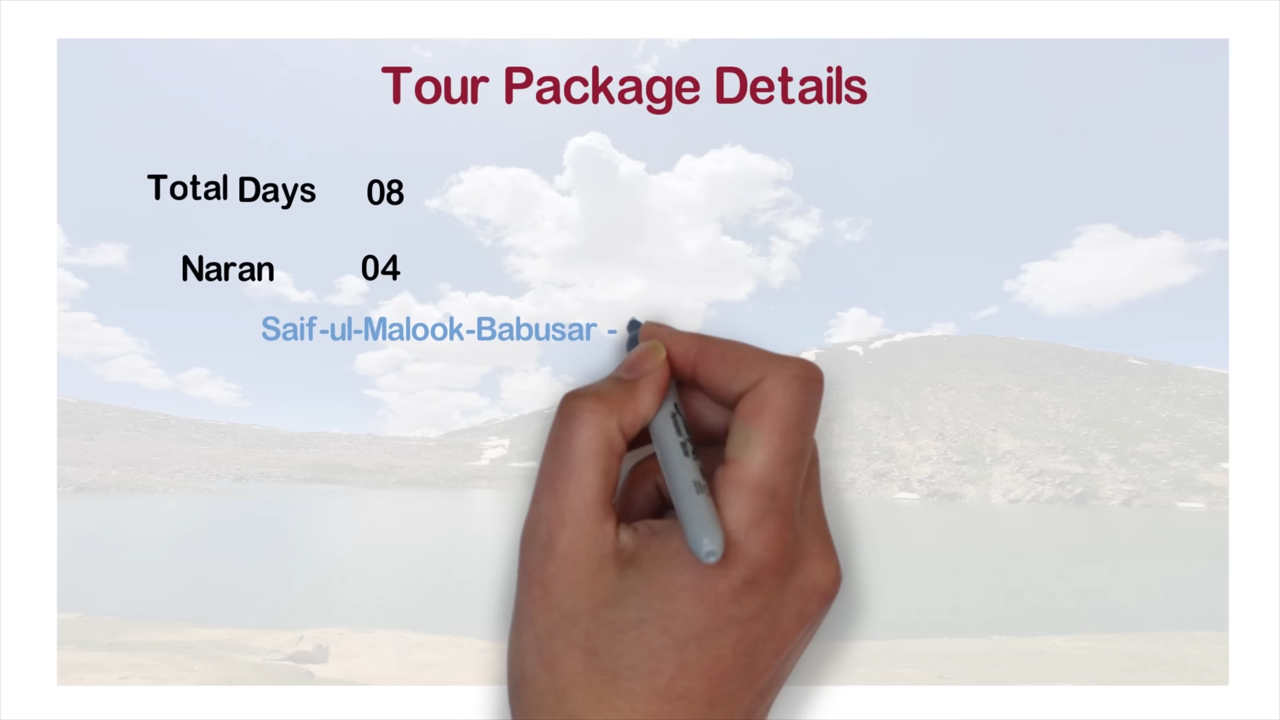 Tour Package Details
Total Days 08
Naran 04
Saif-ul-Malook-Babusar -